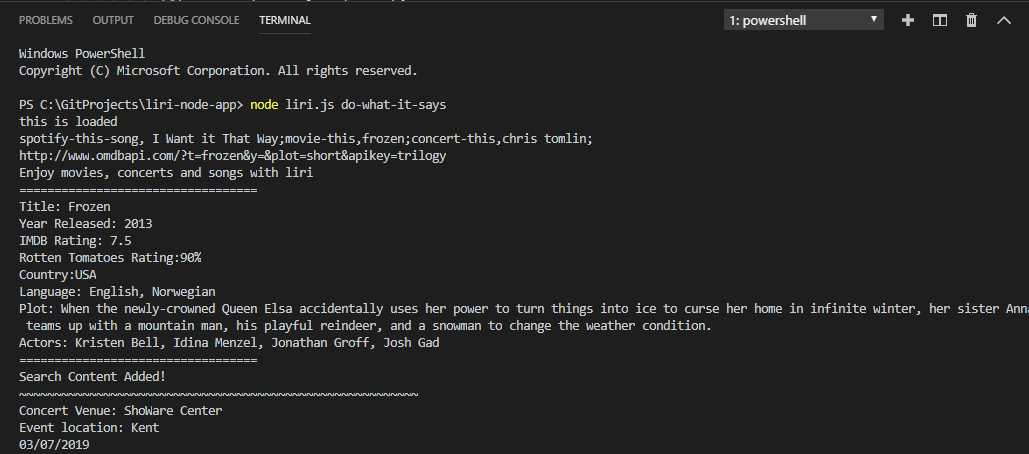 PROBLEMS OUTPUT DEBUG CONSOLE TERMINAL 1: powershell
Windows PowerShell
Copyright (C) Microsoft Corporation. All rights reserved.
PS C:\GitProjects\liri-node-app> node liri.js do-what-it-says
this is loaded
spotify-this-song, I Want it That Way;movie-this,frozen;concert-this,chris tomlin;
http://www.omdbapi.com/?t=frozen&y=&plot=short&apikey=trilogy
Enjoy movies, concerts and songs with liri
==================================
Title: Frozen
Year Released: 2013
IMDB Rating: 7.5
Rotten Tomatoes Rating:90%
Country:USA
Language: English, Norwegian
Plot: When the newly-crowned Queen Elsa accidentally uses her power to turn things into ice to curse her home in infinite winter, her sister Anna
teams up with a mountain man, his playful reindeer, and a snowman to change the weather condition.
Actors: Kristen Bell, Idina Menzel, Jonathan Groff, Josh Gad
==================================
Search Content Added!
~~~~~~~~~~~~~~~~~~~~~~~~~~~~~~~~~~~~~~~~~~~~~~~~~~~~~~~~~
Concert Venue: ShoWare Center
Event location: Kent
03/07/2019